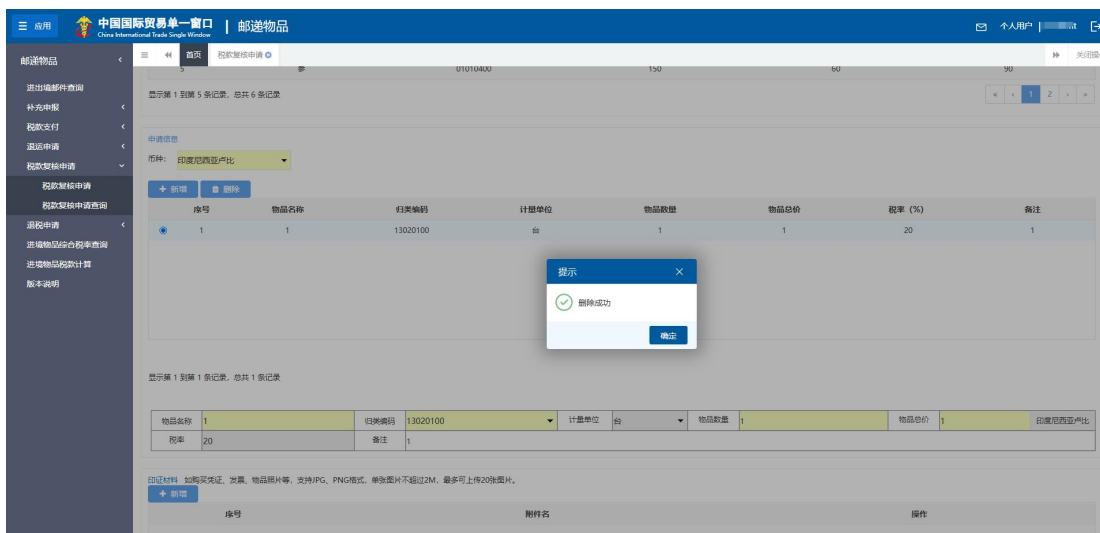 应用 中国国际贸易单一窗口 | 邮递物品 个人用户 |
China International Trade Single Window
邮递物品 首页 税款复核申请
进出境邮件查询
补充申报
税款支付
退运申请
税款复核申请
税款复核申请
税款复核申请查询
退税申请
进境物品综合税率查询
进境物品税款计算
版本说明
5 参 01010400 150 60 90
显示第 1 到第 5 条记录，总共 6 条记录
« ‹ 1 2 › »
申请信息
币种： 印度尼西亚卢比
+ 新增 删除
序号 物品名称 归类编码 计量单位 物品数量 物品总价 税率（%） 备注
1 1 13020100 台 1 1 20 1
提示 ×
删除成功
确定
显示第 1 到第 1 条记录，总共 1 条记录
物品名称 1 归类编码 13020100 计量单位 台 物品数量 1 物品总价 1 印度尼西亚卢比
税率 20 备注 1
印证材料 如购买凭证、发票、物品照片等，支持JPG、PNG格式，单张图片不超过2M，最多可上传20张图片。
+ 新增
序号 附件名 操作